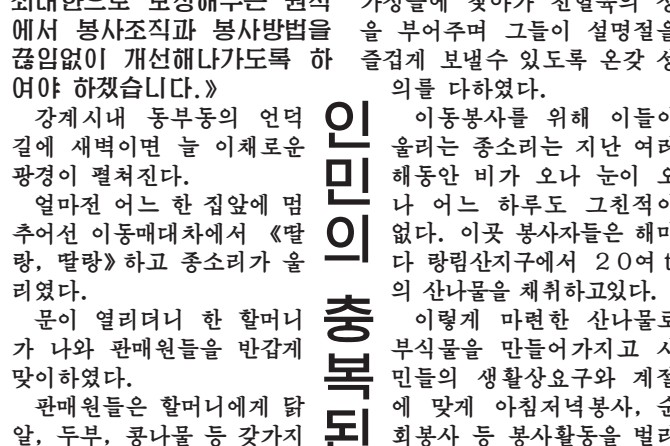 최대한으로 보장해주는 원칙
에서 봉사조직과 봉사방법을
끊임없이 개선해나가도록 하
여야 하겠습니다.》
강계시내 동부동의 언덕
길에 새벽이면 늘 이채로운
광경이 펼쳐진다.
얼마전 어느 한 집앞에 멈
추어선 이동매대차에서 《딸
랑, 딸랑》하고 종소리가 울
리였다.
문이 열리더니 한 할머니
가 나와 판매원들을 반갑게
맞이하였다.
판매원들은 할머니에게 닭
알, 두부, 콩나물 등 갖가지
인민의 충복
찾아가 친혈육의
을 부어주며 그들이 설명절을
즐겁게 보낼수 있도록 온갖 성
의를 다하였다.
이동봉사를 위해 이들이
울리는 종소리는 지난 여러
해동안 비가 오나 눈이 오
나 어느 하루도 그친적이
없다. 이곳 봉사자들은 해마
다 랑림산지구에서 20여t
의 산나물을 채취하고있다.
이렇게 마련한 산나물로
부식물을 만들어가지고 시
민들의 생활상요구와 계절
에 맞게 아침저녁봉사, 순
회봉사 등 봉사활동을